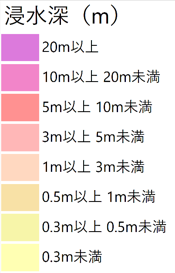 浸水深（m）
20m以上
10m以上 20m未満
5m以上 10m未満
3m以上 5m未満
1m以上 3m未満
0.5m以上 1m未満
0.3m以上 0.5m未満
0.3m未満